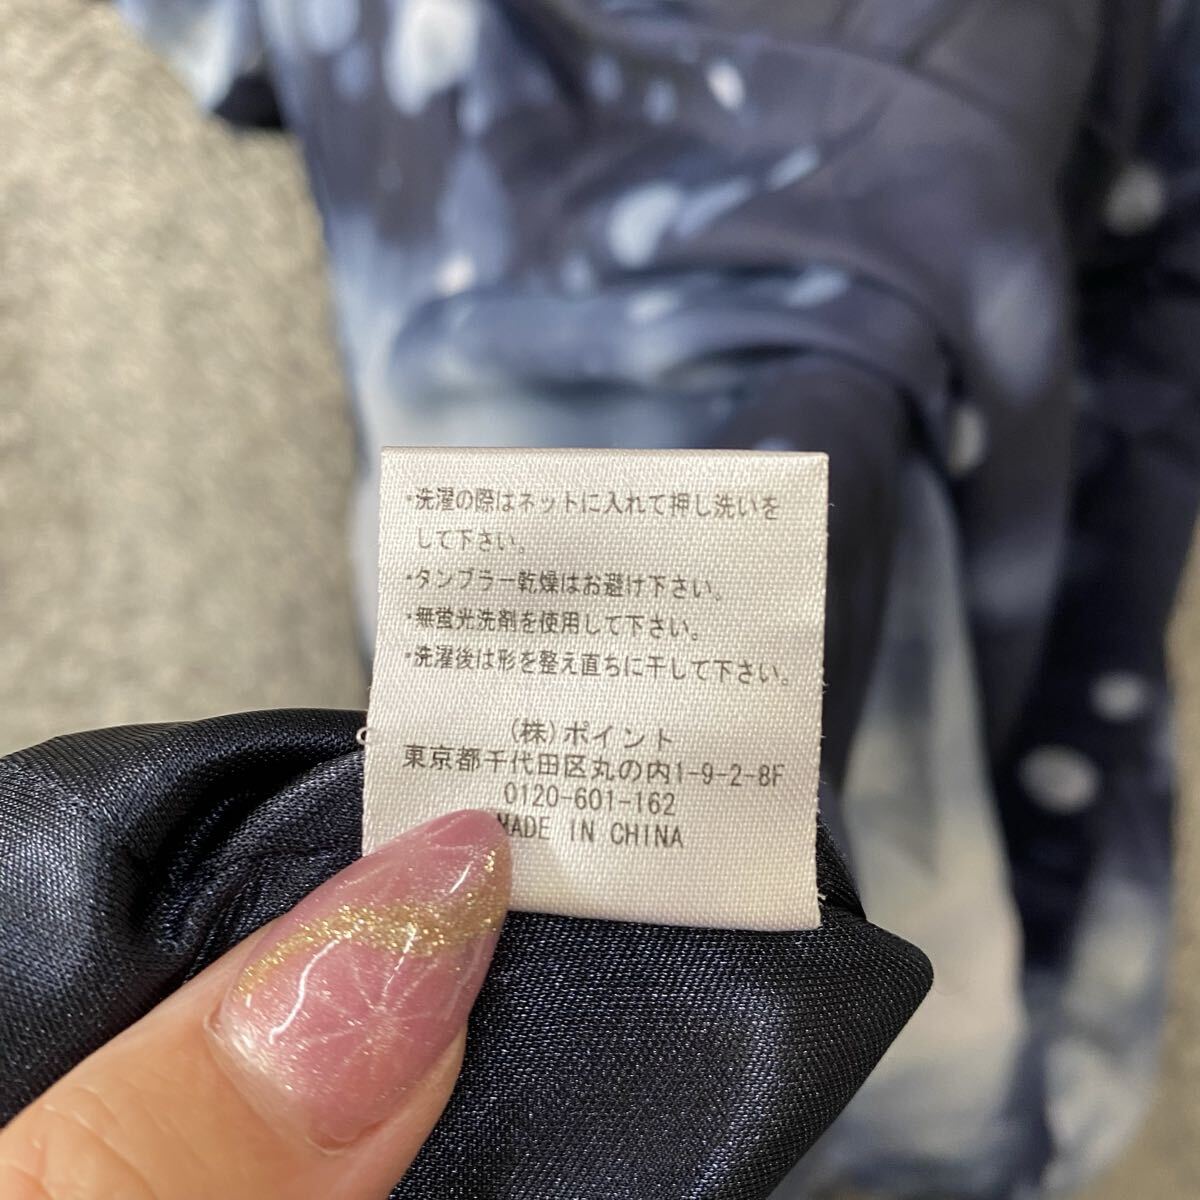 ・洗濯の際はネットに入れて押し洗いを
して下さい。
・タンブラー乾燥はお避け下さい。
・無蛍光洗剤を使用して下さい。
・洗濯後は形を整え直ちに干して下さい。
(株)ポイント
東京都千代田区丸の内1-9-2-8F
0120-601-162
MADE IN CHINA